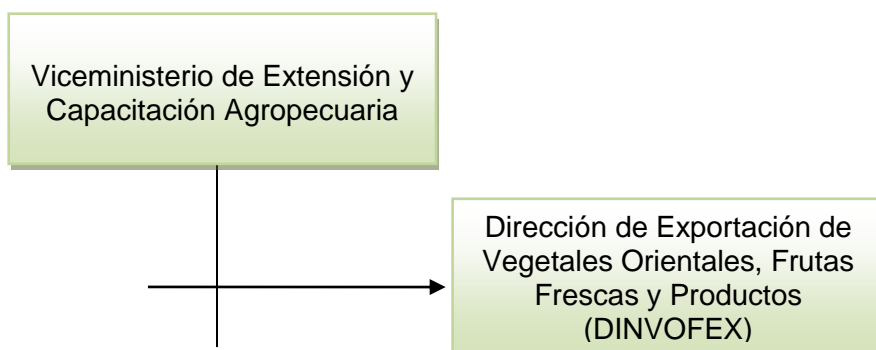 Viceministerio de Extensión y
Capacitación Agropecuaria
Dirección de Exportación de
Vegetales Orientales, Frutas
Frescas y Productos
(DINVOFEX)